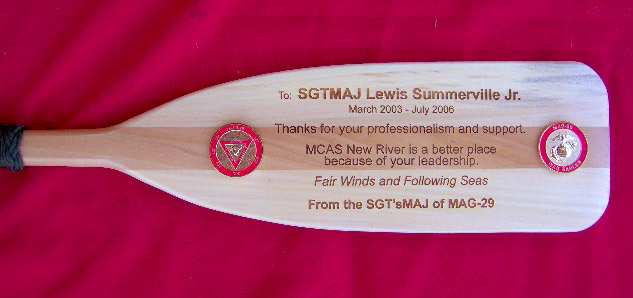 To: SGTMAJ Lewis Summerville Jr.
March 2003 - July 2006
Thanks for your professionalism and support.
MCAS New River is a better place
because of your leadership.
Fair Winds and Following Seas
From the SGT'sMAJ of MAG-29